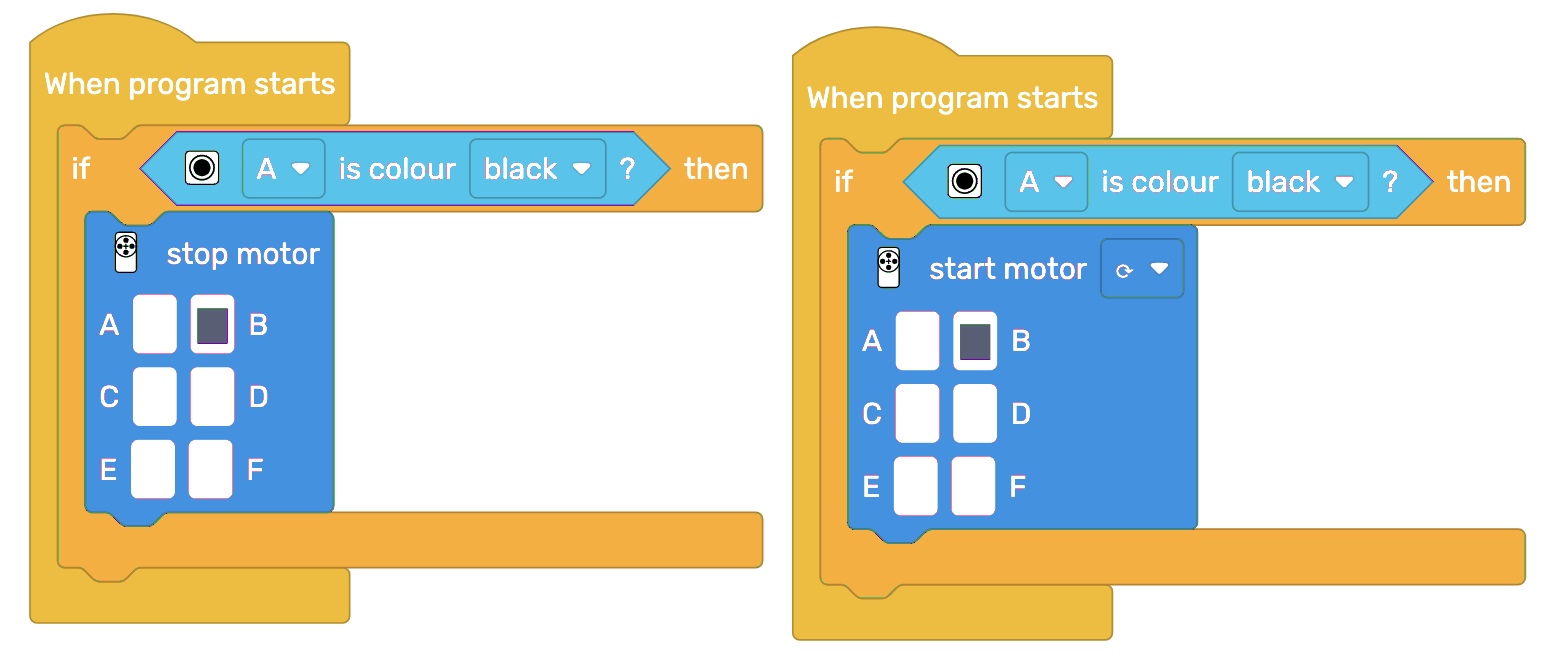 When program starts
if A is colour black ? then
stop motor
A B
C D
E F
When program starts
if A is colour black ? then
start motor
A B
C D
E F